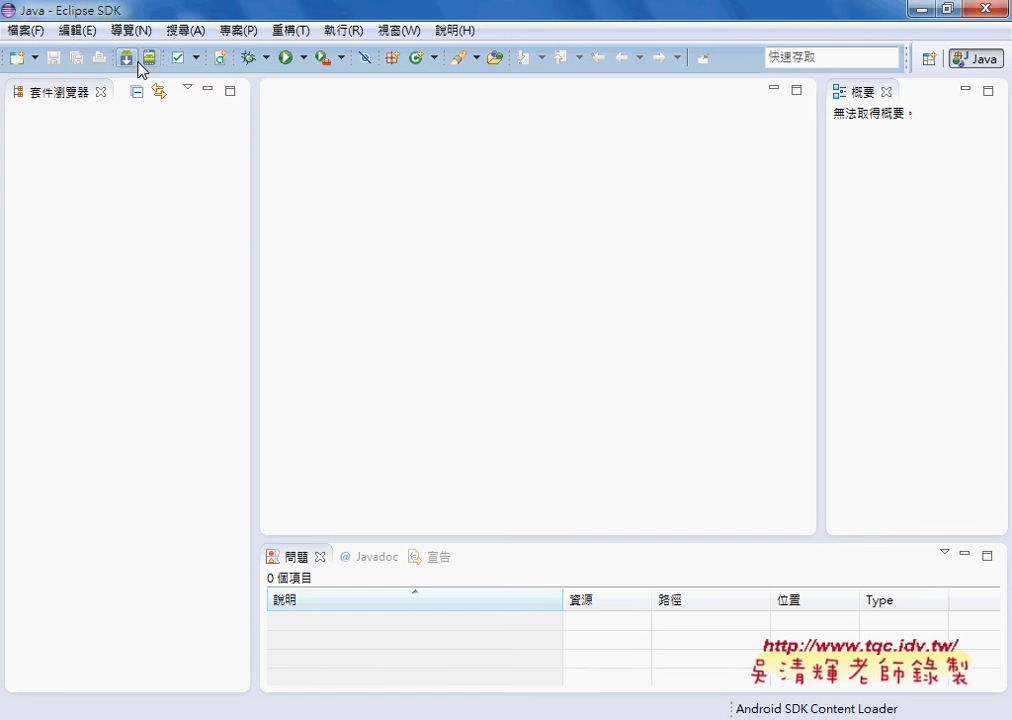 Java - Eclipse SDK
檔案(F) 編輯(E) 導覽(N) 搜尋(A) 專案(P) 重構(T) 執行(R) 視窗(W) 說明(H)
快速存取
Java
套件瀏覽器
概要
無法取得概要。
問題 @ Javadoc 宣告
0 個項目
說明 資源 路徑 位置 Type
http://www.tqc.idv.tw/
吳清輝老師錄製
Android SDK Content Loader